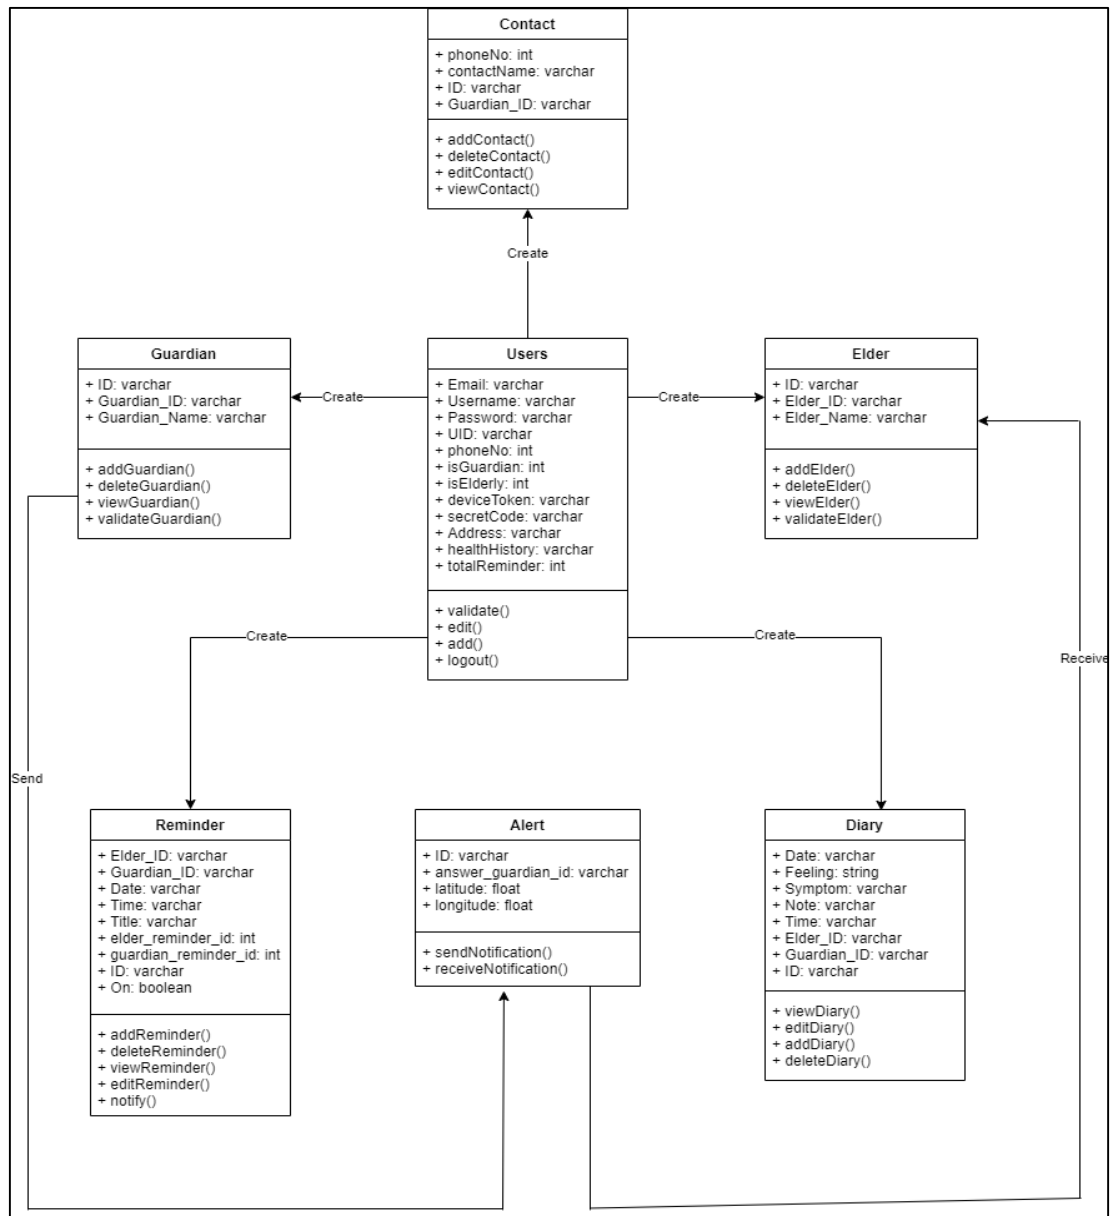 Contact
+ phoneNo: int
+ contactName: varchar
+ ID: varchar
+ Guardian_ID: varchar
+ addContact()
+ deleteContact()
+ editContact()
+ viewContact()
Create
Guardian
+ ID: varchar
+ Guardian_ID: varchar
+ Guardian_Name: varchar
+ addGuardian()
+ deleteGuardian()
+ viewGuardian()
+ validateGuardian()
Create
Users
+ Email: varchar
+ Username: varchar
+ Password: varchar
+ UID: varchar
+ phoneNo: int
+ isGuardian: int
+ isElderly: int
+ deviceToken: varchar
+ secretCode: varchar
+ Address: varchar
+ healthHistory: varchar
+ totalReminder: int
+ validate()
+ edit()
+ add()
+ logout()
Create
Elder
+ ID: varchar
+ Elder_ID: varchar
+ Elder_Name: varchar
+ addElder()
+ deleteElder()
+ viewElder()
+ validateElder()
Create
Create
Receive
Send
Reminder
+ Elder_ID: varchar
+ Guardian_ID: varchar
+ Date: varchar
+ Time: varchar
+ Title: varchar
+ elder_reminder_id: int
+ guardian_reminder_id: int
+ ID: varchar
+ On: boolean
+ addReminder()
+ deleteReminder()
+ viewReminder()
+ editReminder()
+ notify()
Alert
+ ID: varchar
+ answer_guardian_id: varchar
+ latitude: float
+ longitude: float
+ sendNotification()
+ receiveNotification()
Diary
+ Date: varchar
+ Feeling: string
+ Symptom: varchar
+ Note: varchar
+ Time: varchar
+ Elder_ID: varchar
+ Guardian_ID: varchar
+ ID: varchar
+ viewDiary()
+ editDiary()
+ addDiary()
+ deleteDiary()